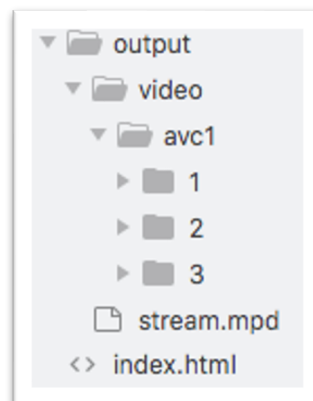 output
video
avc1
1
2
3
stream.mpd
index.html